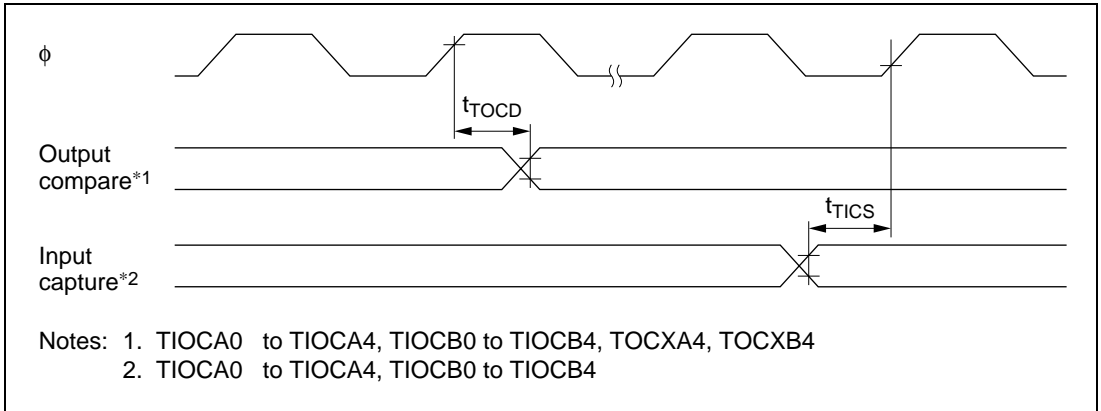 ϕ
tTOCD
Output
compare*1
tTICS
Input
capture*2
Notes: 1. TIOCA0 to TIOCA4, TIOCB0 to TIOCB4, TOCXA4, TOCXB4
2. TIOCA0 to TIOCA4, TIOCB0 to TIOCB4